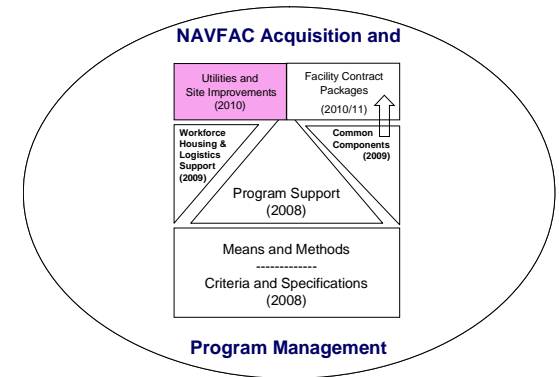 NAVFAC Acquisition and
Utilities and
Site Improvements
(2010)
Facility Contract
Packages
(2010/11)
Workforce
Housing &
Logistics
Support
(2009)
Common
Components
(2009)
Program Support
(2008)
Means and Methods
-------------
Criteria and Specifications
(2008)
Program Management